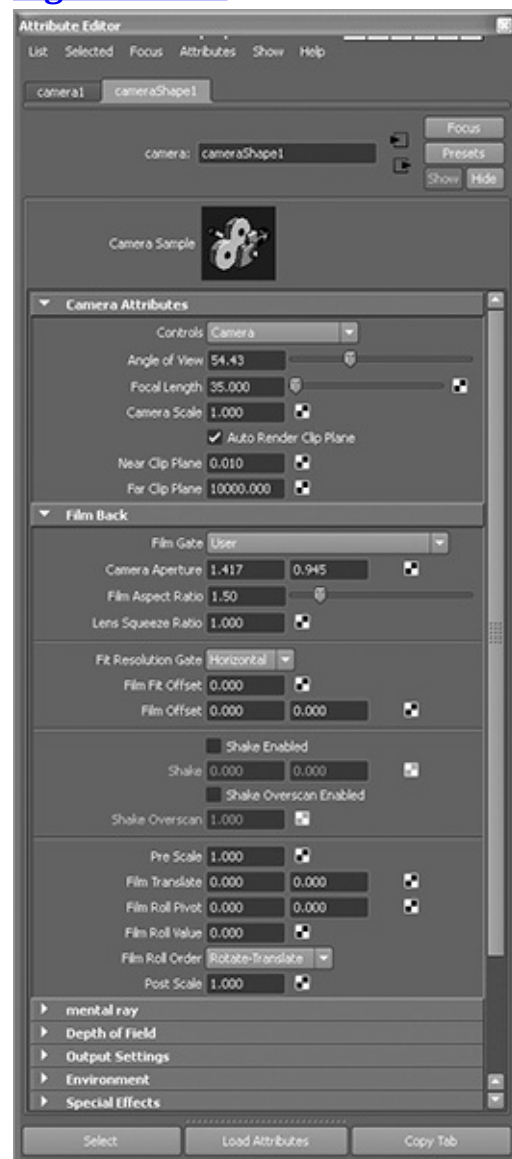 Attribute Editor
List Selected Focus Attributes Show Help
camera1 cameraShape1
camera: cameraShape1
Focus
Presets
Show Hide
Camera Sample
Camera Attributes
Controls Camera
Angle of View 54.43
Focal Length 35.000
Camera Scale 1.000
Auto Render Clip Plane
Near Clip Plane 0.010
Far Clip Plane 10000.000
Film Back
Film Gate User
Camera Aperture 1.417 0.945
Film Aspect Ratio 1.50
Lens Squeeze Ratio 1.000
Fit Resolution Gate Horizontal
Film Fit Offset 0.000
Film Offset 0.000 0.000
Shake Enabled
Shake 0.000 0.000
Shake Overscan Enabled
Shake Overscan 1.000
Pre Scale 1.000
Film Translate 0.000 0.000
Film Roll Pivot 0.000 0.000
Film Roll Value 0.000
Film Roll Order Rotate-Translate
Post Scale 1.000
mental ray
Depth of Field
Output Settings
Environment
Special Effects
Select Load Attributes Copy Tab